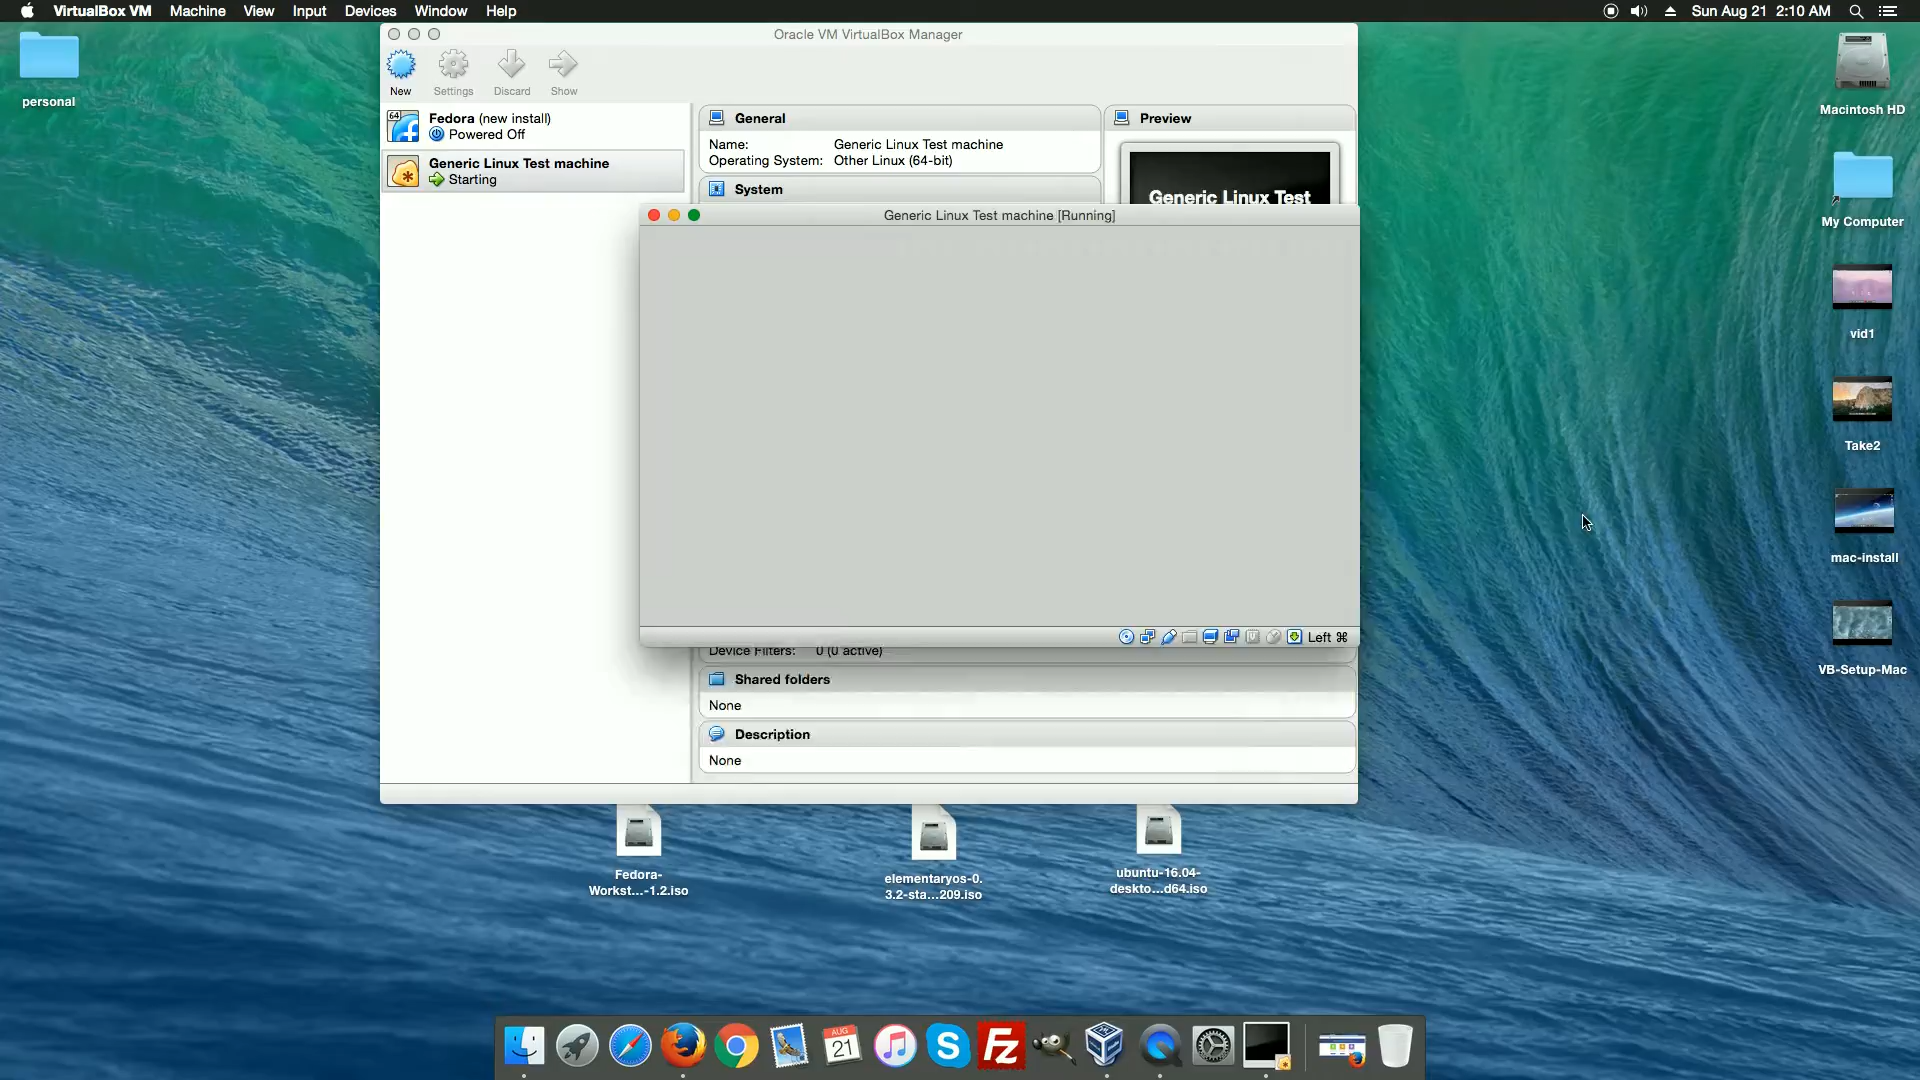 VirtualBox VM Machine View Input Devices Window Help
Sun Aug 21 2:10 AM
personal
Oracle VM VirtualBox Manager
New Settings Discard Show
64
Fedora (new install)
Powered Off
Generic Linux Test machine
Starting
General
Name: Generic Linux Test machine
Operating System: Other Linux (64-bit)
System
Preview
Generic Linux Test
Generic Linux Test machine [Running]
Left ⌘
Device Filters: 0 (0 active)
Shared folders
None
Description
None
Macintosh HD
My Computer
vid1
Take2
mac-install
VB-Setup-Mac
Fedora-
Workst...-1.2.iso
elementaryos-0.
3.2-sta...209.iso
ubuntu-16.04-
deskto...d64.iso
AUG
21
S
Fz